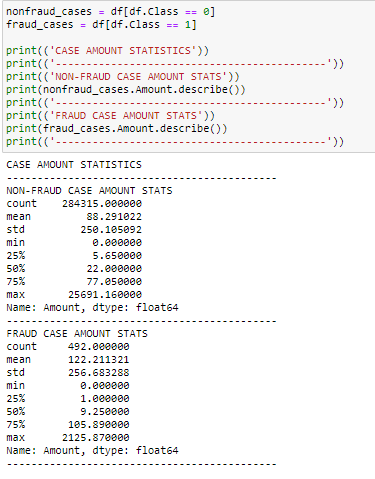 nonfraud_cases = df[df.Class == 0]
fraud_cases = df[df.Class == 1]
print(('CASE AMOUNT STATISTICS'))
print(('--------------------------------------------'))
print(('NON-FRAUD CASE AMOUNT STATS'))
print(nonfraud_cases.Amount.describe())
print(('--------------------------------------------'))
print(('FRAUD CASE AMOUNT STATS'))
print(fraud_cases.Amount.describe())
print(('--------------------------------------------'))
CASE AMOUNT STATISTICS
--------------------------------------------
NON-FRAUD CASE AMOUNT STATS
count 284315.000000
mean 88.291022
std 250.105092
min 0.000000
25% 5.650000
50% 22.000000
75% 77.050000
max 25691.160000
Name: Amount, dtype: float64
--------------------------------------------
FRAUD CASE AMOUNT STATS
count 492.000000
mean 122.211321
std 256.683288
min 0.000000
25% 1.000000
50% 9.250000
75% 105.890000
max 2125.870000
Name: Amount, dtype: float64
--------------------------------------------